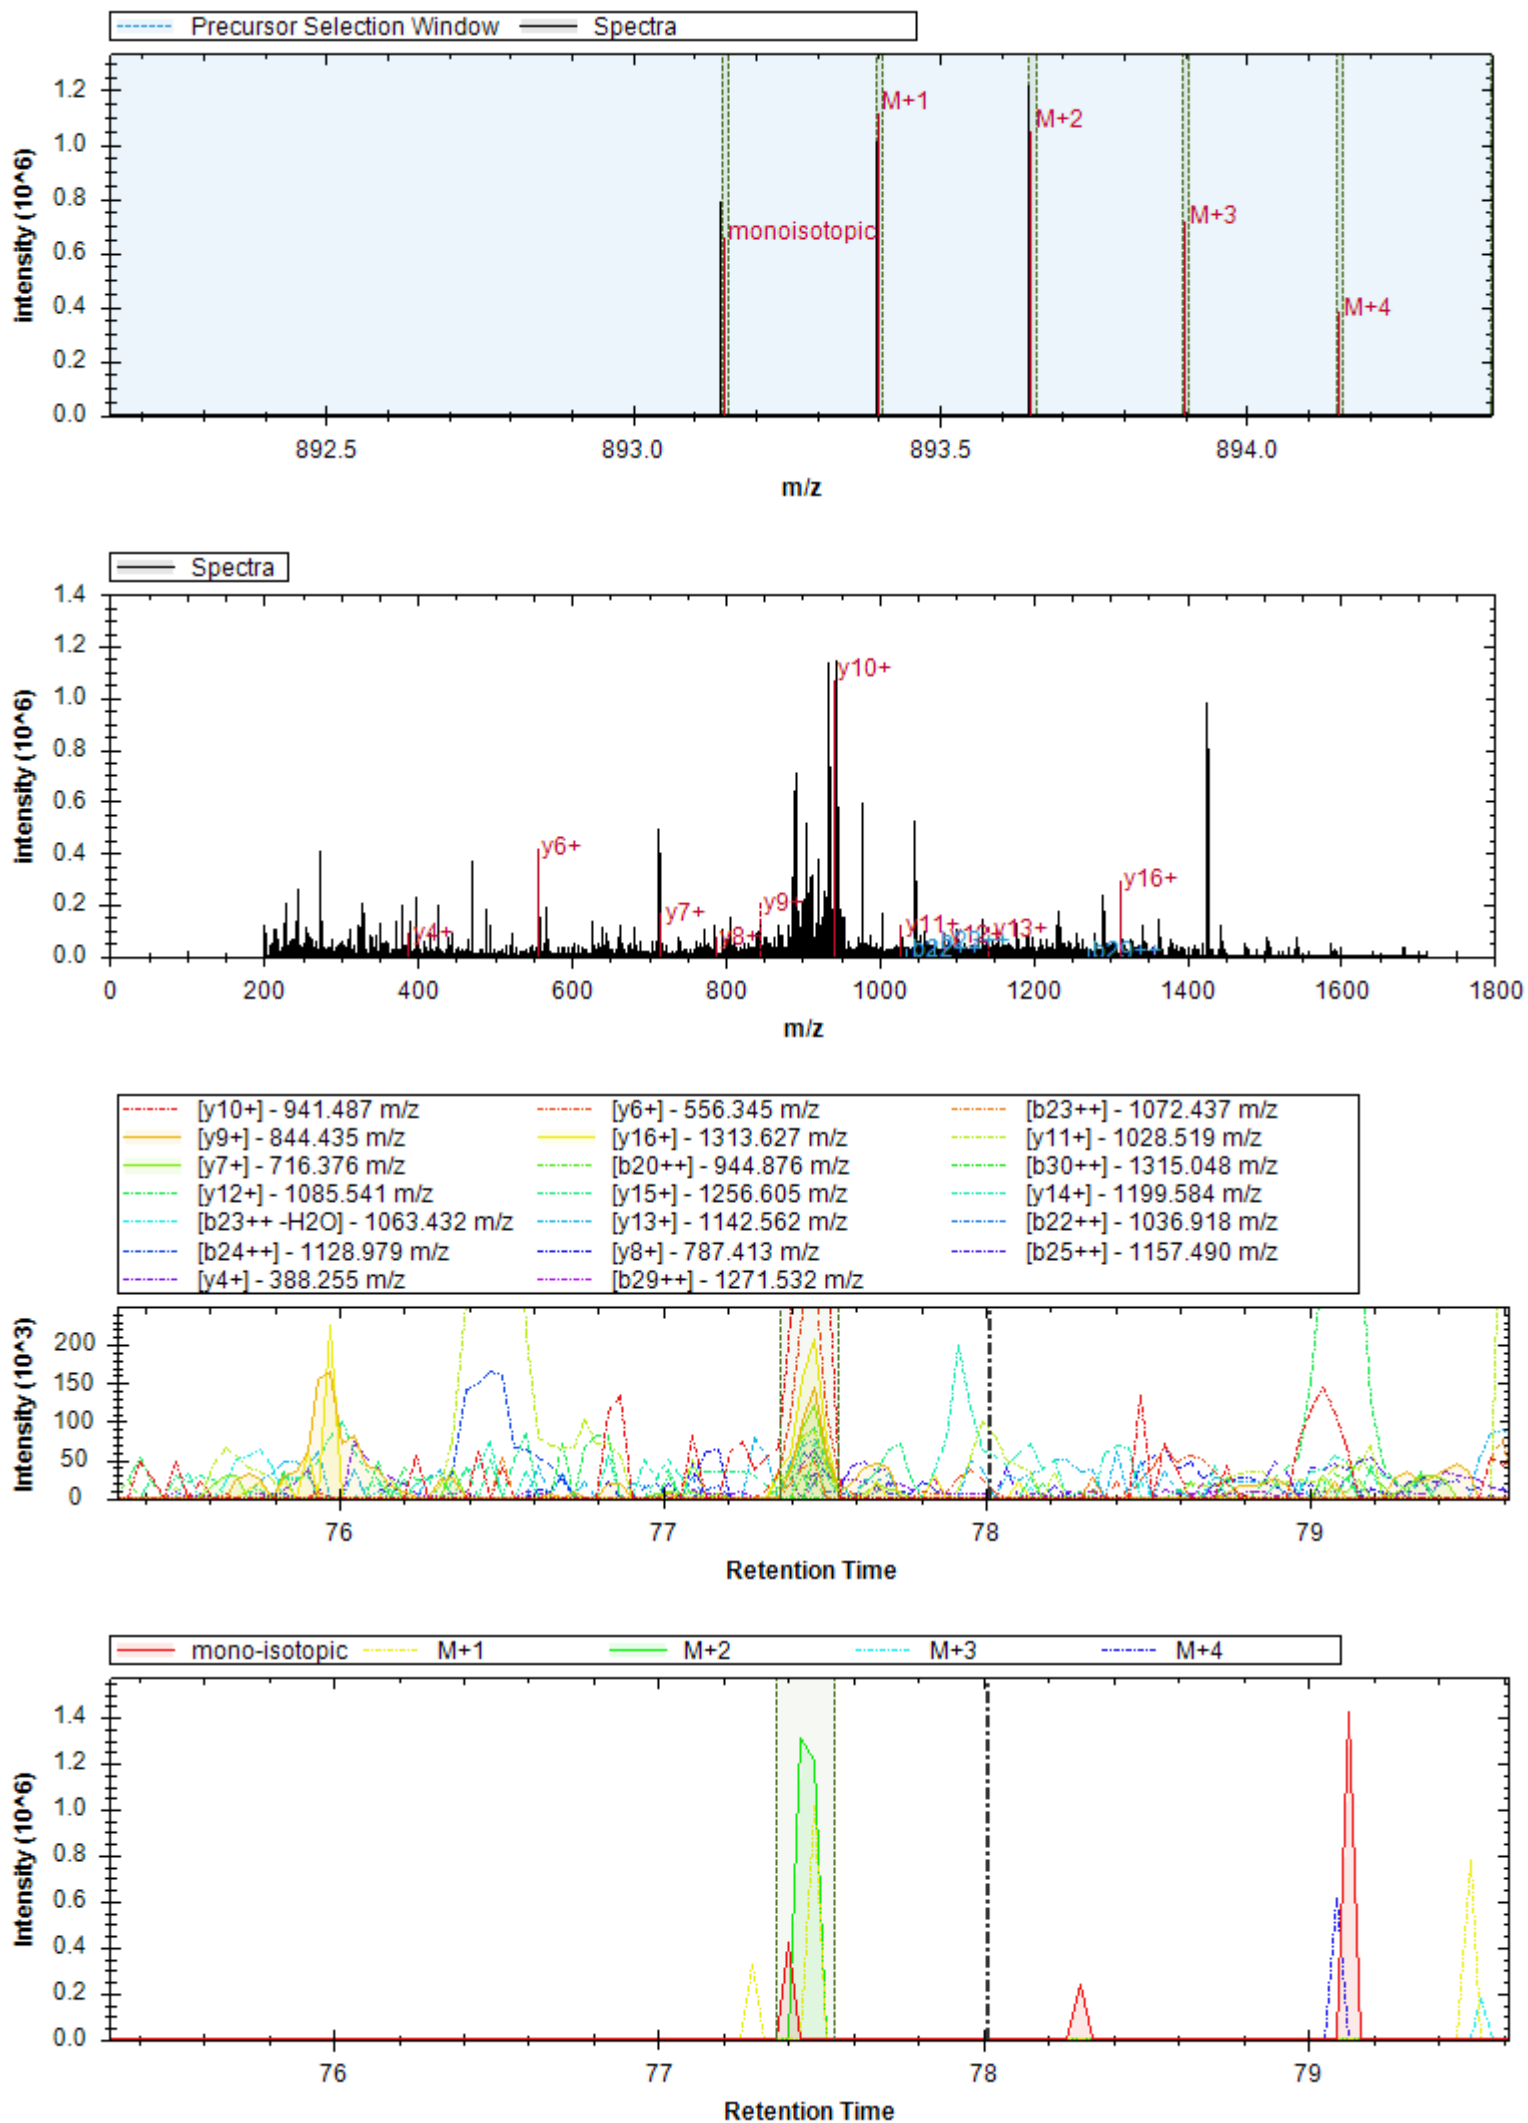 Precursor Selection Window Spectra
intensity (10^6)
1.2
1.0
0.8
0.6
0.4
0.2
0.0
monoisotopic
M+1
M+2
M+3
M+4
892.5 893.0 893.5 894.0
m/z
Spectra
intensity (10^6)
1.4
1.2
1.0
0.8
0.6
0.4
0.2
0.0
y4+
y6+
y7+
y8+
y9+
y10+
y11+
y13+
b29++
y16+
0 200 400 600 800 1000 1200 1400 1600 1800
m/z
[y10+] - 941.487 m/z [y6+] - 556.345 m/z [b23++] - 1072.437 m/z
[y9+] - 844.435 m/z [y16+] - 1313.627 m/z [y11+] - 1028.519 m/z
[y7+] - 716.376 m/z [b20++] - 944.876 m/z [b30++] - 1315.048 m/z
[y12+] - 1085.541 m/z [y15+] - 1256.605 m/z [y14+] - 1199.584 m/z
[b23++ -H2O] - 1063.432 m/z [y13+] - 1142.562 m/z [b22++] - 1036.918 m/z
[b24++] - 1128.979 m/z [y8+] - 787.413 m/z [b25++] - 1157.490 m/z
[y4+] - 388.255 m/z [b29++] - 1271.532 m/z
Intensity (10^3)
200
150
100
50
0
76 77 78 79
Retention Time
mono-isotopic M+1 M+2 M+3 M+4
Intensity (10^6)
1.4
1.2
1.0
0.8
0.6
0.4
0.2
0.0
76 77 78 79
Retention Time